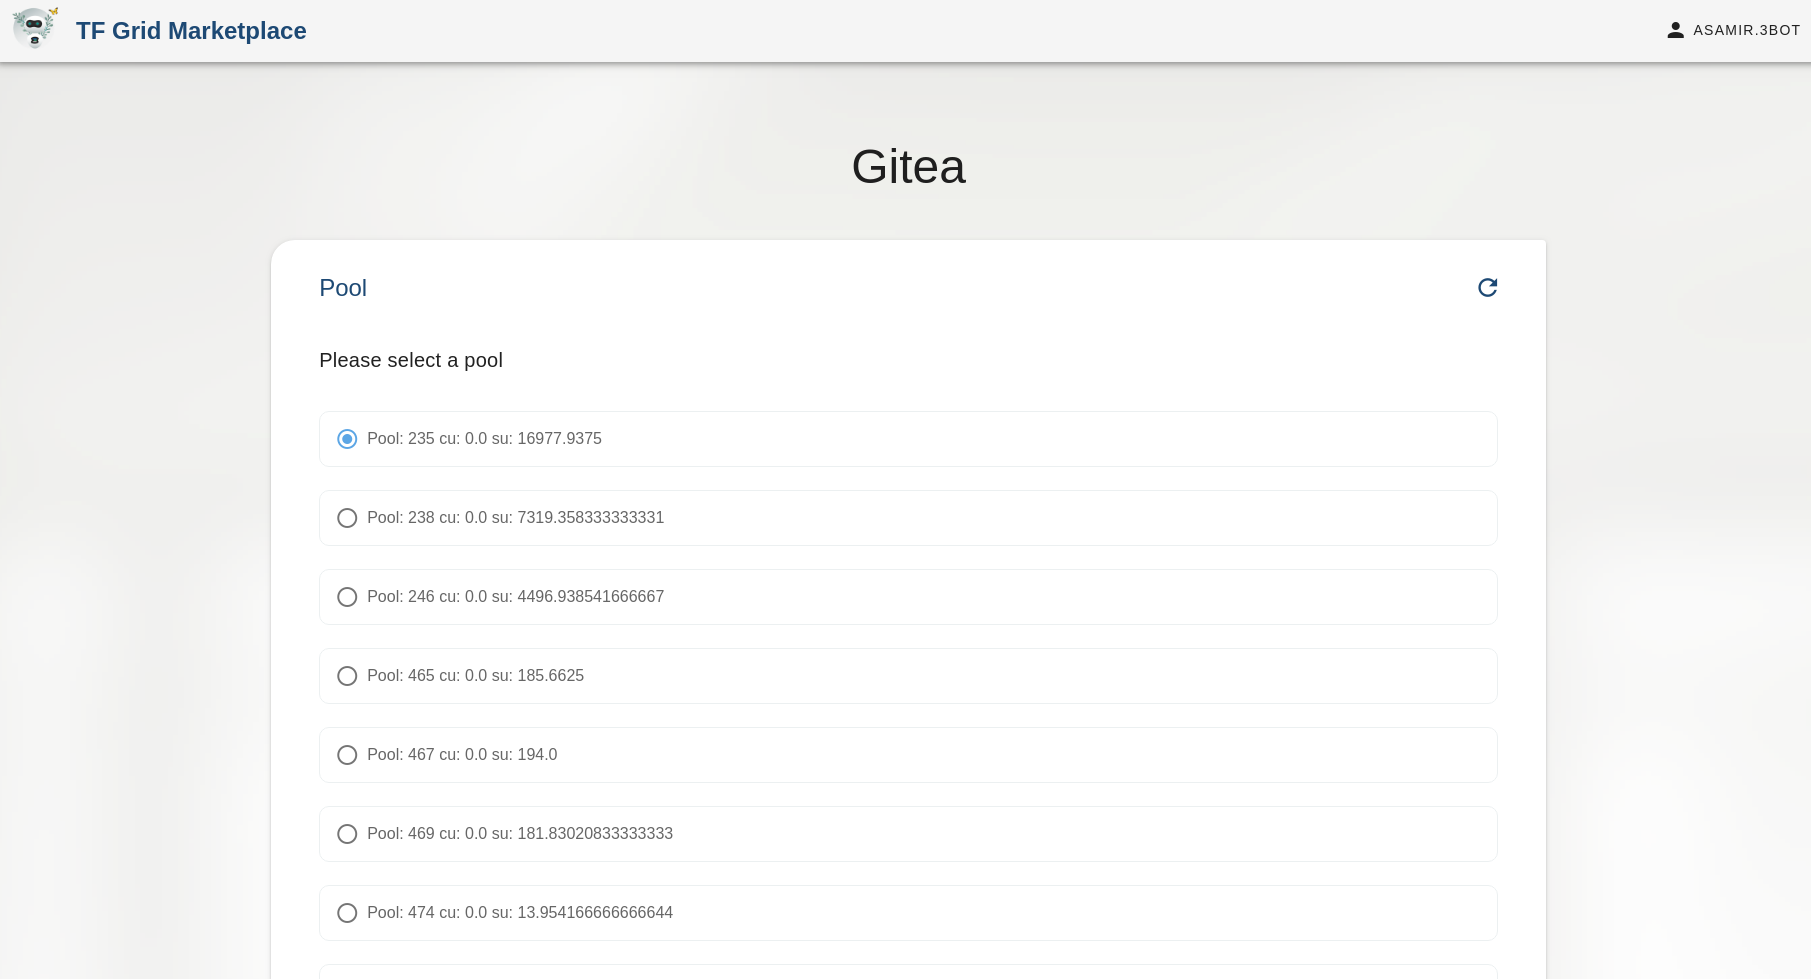 TF Grid Marketplace
ASAMIR.3BOT
Gitea
Pool
Please select a pool
Pool: 235 cu: 0.0 su: 16977.9375
Pool: 238 cu: 0.0 su: 7319.358333333331
Pool: 246 cu: 0.0 su: 4496.938541666667
Pool: 465 cu: 0.0 su: 185.6625
Pool: 467 cu: 0.0 su: 194.0
Pool: 469 cu: 0.0 su: 181.83020833333333
Pool: 474 cu: 0.0 su: 13.954166666666644